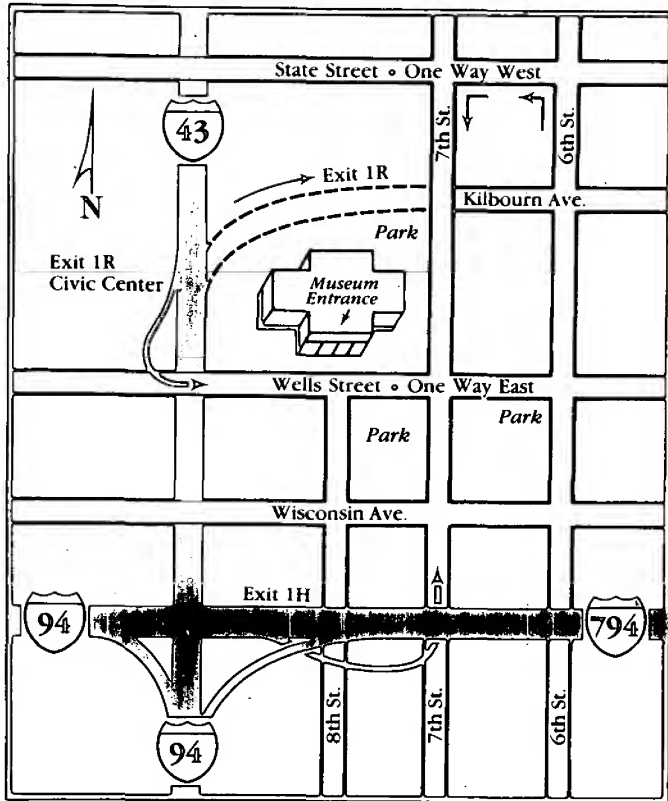 State Street • One Way West
43
7th St.
6th St.
N
Exit 1R
Kilbourn Ave.
Park
Exit 1R
Civic Center
Museum
Entrance
Wells Street • One Way East
Park
Park
Wisconsin Ave.
Exit 1H
94
794
8th St.
7th St.
6th St.
94